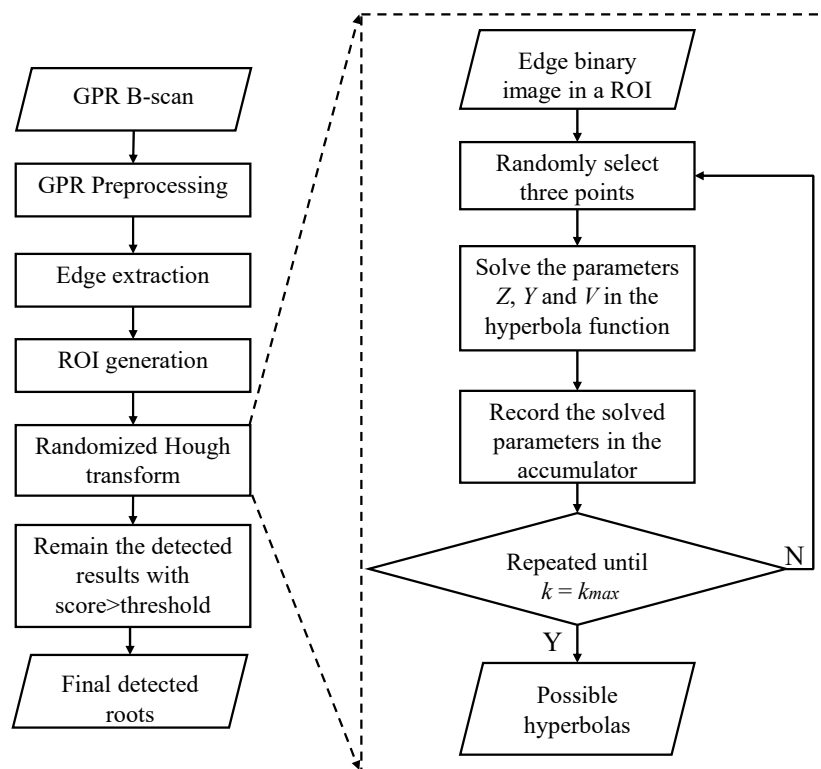 GPR B-scan
GPR Preprocessing
Edge extraction
ROI generation
Randomized Hough
transform
Remain the detected
results with
score>threshold
Final detected
roots
Edge binary
image in a ROI
Randomly select
three points
Solve the parameters
Z, Y and V in the
hyperbola function
Record the solved
parameters in the
accumulator
Repeated until
k = kmax
N
Y
Possible
hyperbolas